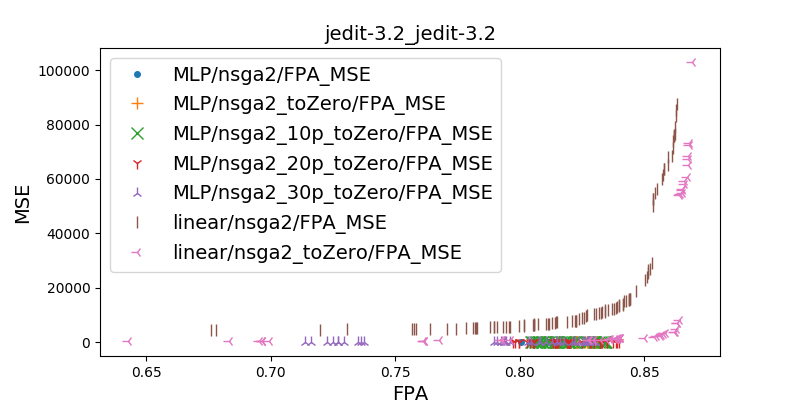 jedit-3.2_jedit-3.2
MLP/nsga2/FPA_MSE
MLP/nsga2_toZero/FPA_MSE
MLP/nsga2_10p_toZero/FPA_MSE
MLP/nsga2_20p_toZero/FPA_MSE
MLP/nsga2_30p_toZero/FPA_MSE
linear/nsga2/FPA_MSE
linear/nsga2_toZero/FPA_MSE
MSE
100000
80000
60000
40000
20000
0
0.65 0.70 0.75 0.80 0.85
FPA